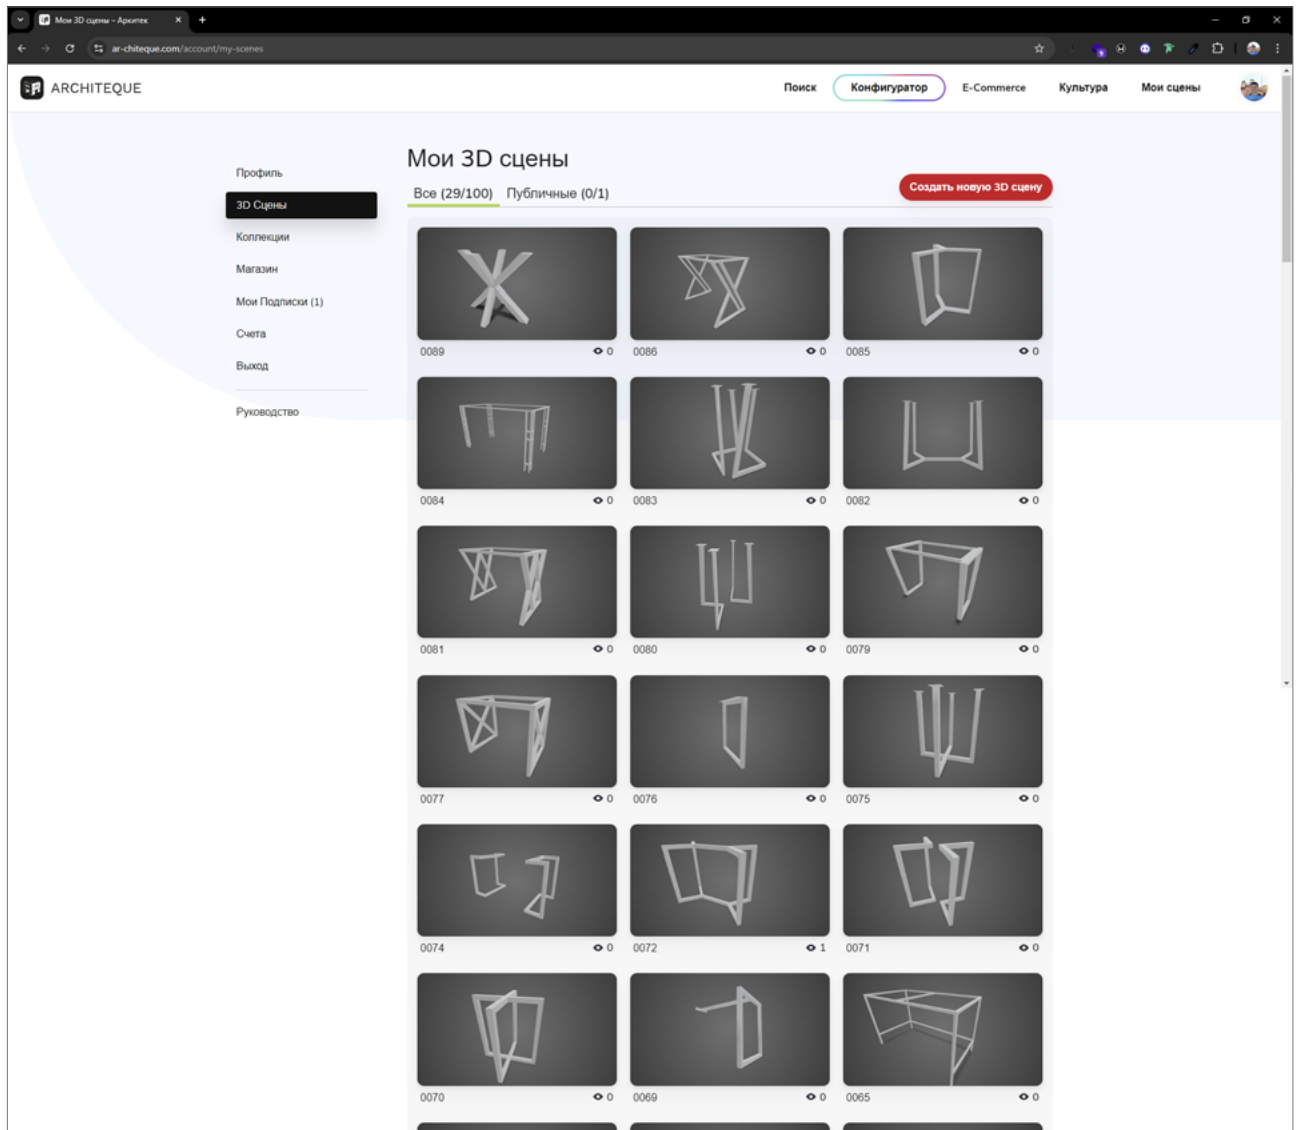 Мои 3D сцены – Аркитек
ar-chiteque.com/account/my-scenes
ARCHITEQUE
Поиск Конфигуратор E-Commerce Культура Мои сцены
Мои 3D сцены
Все (29/100) Публичные (0/1) Создать новую 3D сцену
Профиль
3D Сцены
Коллекции
Магазин
Мои Подписки (1)
Счета
Выход
Руководство
0089 0 0086 0 0085 0
0084 0 0083 0 0082 0
0081 0 0080 0 0079 0
0077 0 0076 0 0075 0
0074 0 0072 1 0071 0
0070 0 0069 0 0065 0